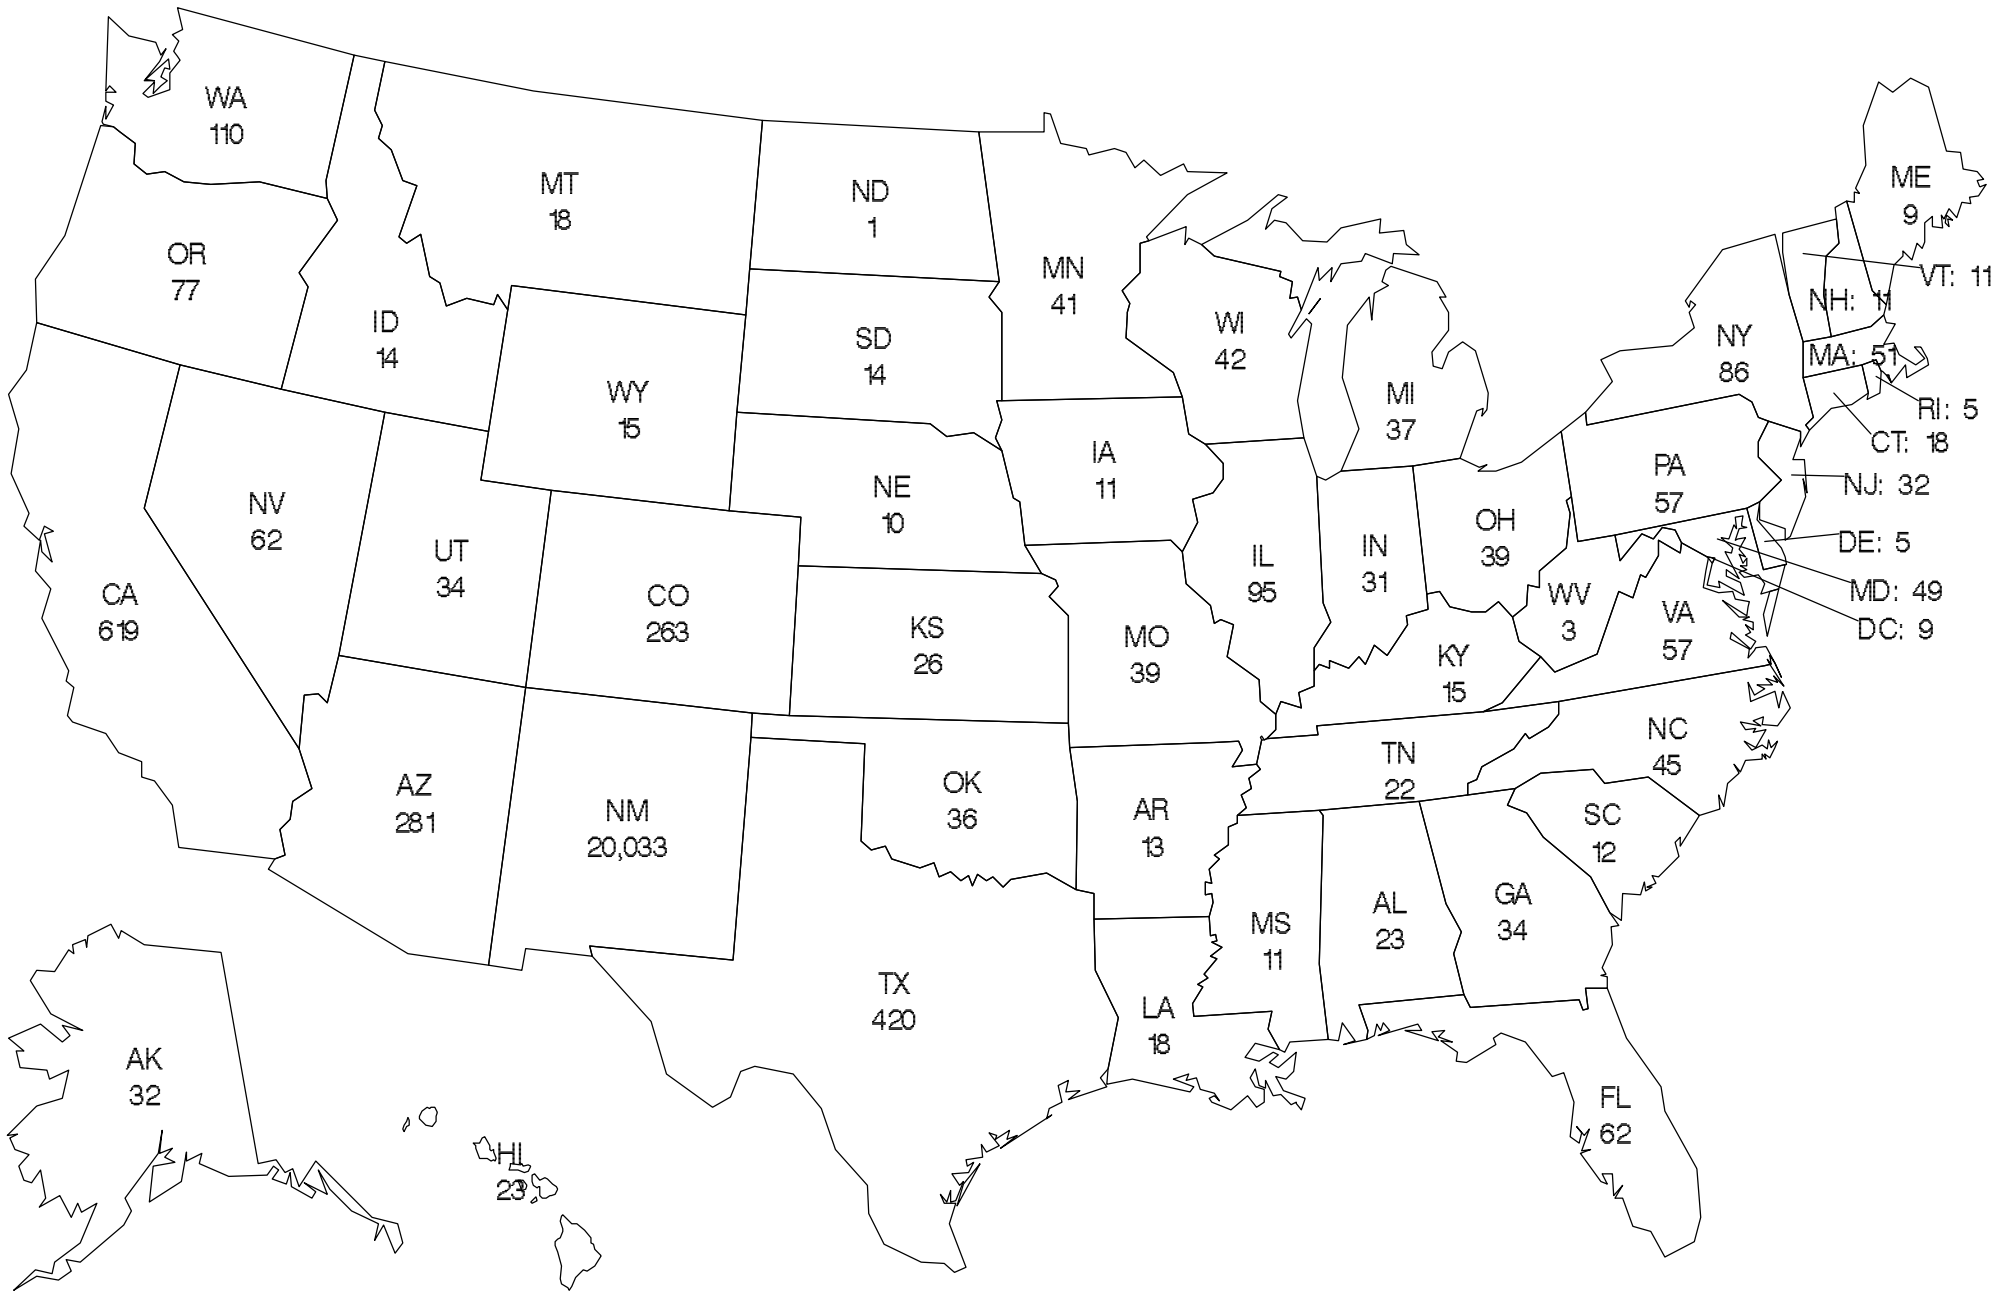 WA
110
MT
18
ND
1
ME
9
OR
77
ID
14
MN
41
VT: 11
NH: 11
WI
42
SD
14
NY
86
MA: 51
WY
15
MI
37
RI: 5
CT: 18
IA
11
PA
57
NJ: 32
NV
62
NE
10
OH
39
DE: 5
UT
34
IL
95
IN
31
MD: 49
CA
619
CO
263
KS
26
MO
39
WV
3
VA
57
DC: 9
KY
15
AZ
281
NM
20,033
OK
36
TN
22
NC
45
AR
13
SC
12
MS
11
AL
23
GA
34
TX
420
LA
18
AK
32
HI
23
FL
62